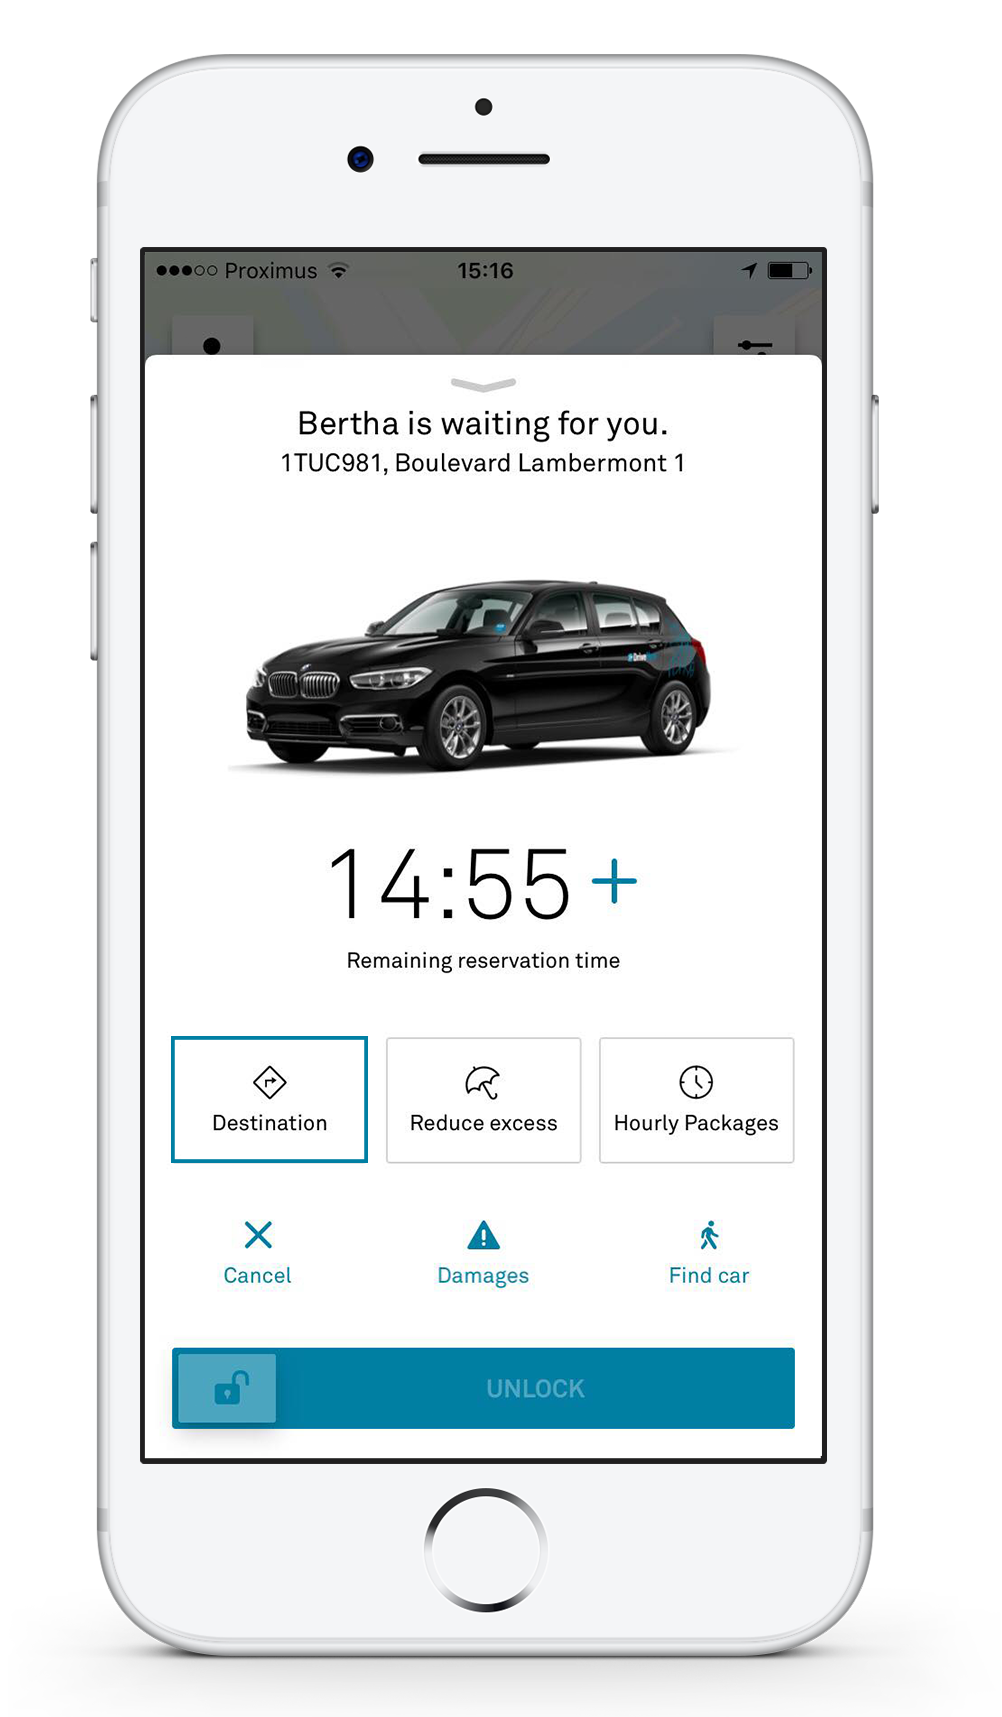 Proximus
15:16
Bertha is waiting for you.
1TUC981, Boulevard Lambermont 1
14:55 +
Remaining reservation time
Destination
Reduce excess
Hourly Packages
Cancel
Damages
Find car
UNLOCK